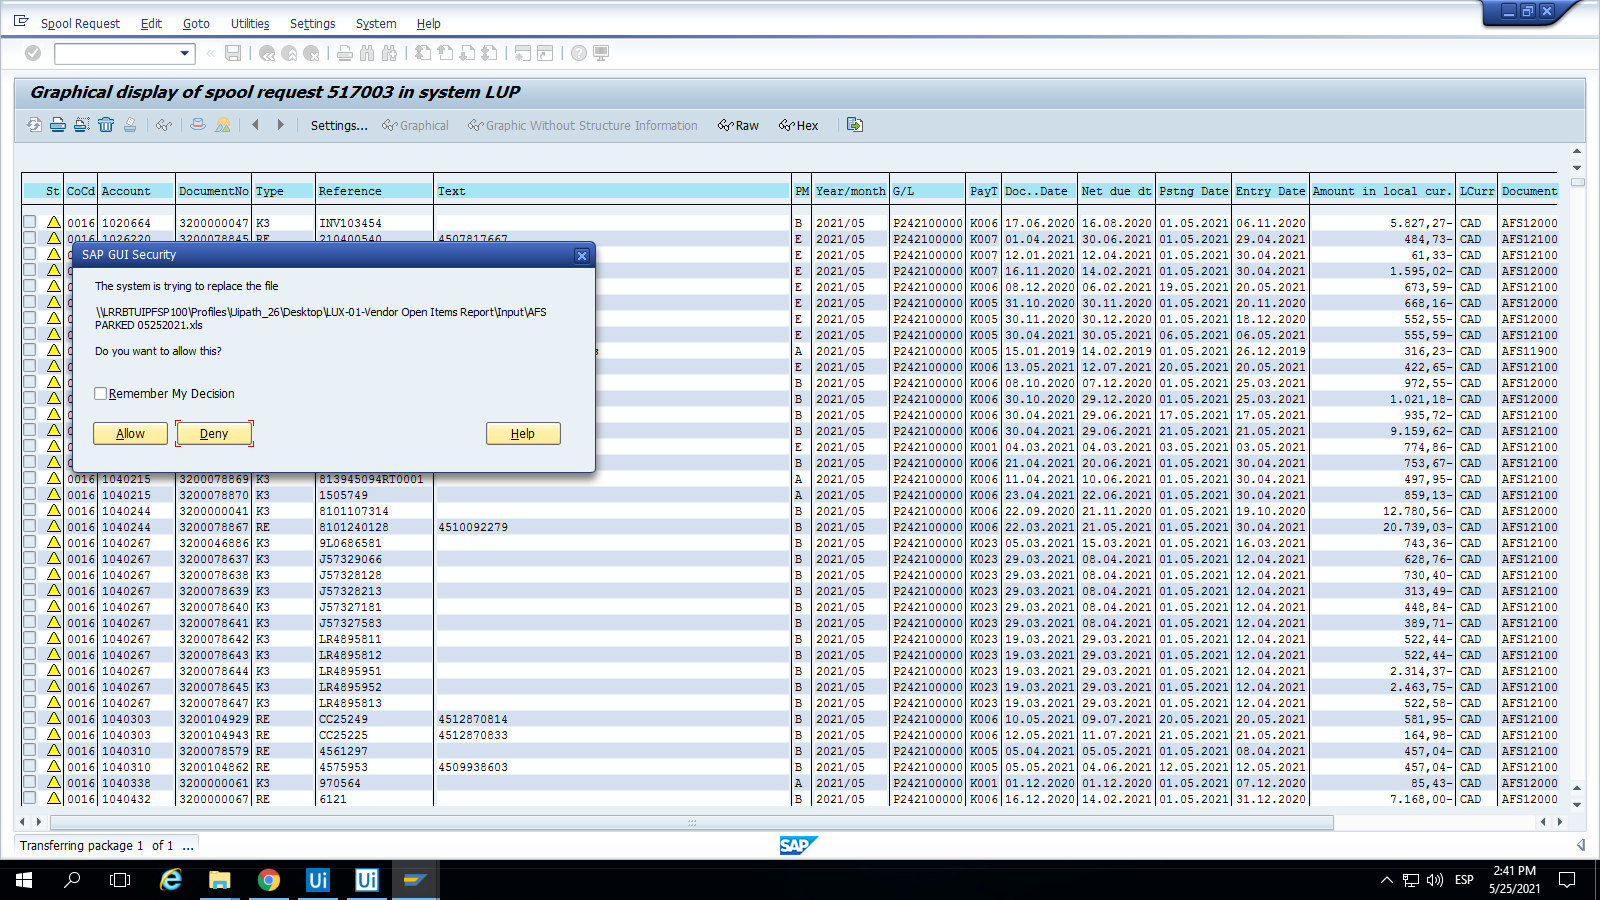 Spool Request Edit Goto Utilities Settings System Help
Graphical display of spool request 517003 in system LUP
Settings... Graphical Graphic Without Structure Information Raw Hex
St CoCd Account DocumentNo Type Reference Text PM Year/month G/L PayT Doc..Date Net due dt Pstng Date Entry Date Amount in local cur. LCurr Document
0016 1020664 3200000047 K3 INV103454 B 2021/05 P242100000 K006 17.06.2020 16.08.2020 01.05.2021 06.11.2020 5.827,27- CAD AFS12000
0016 1026220 3200078845 RE 210400540 4507817667 E 2021/05 P242100000 K007 01.04.2021 30.06.2021 01.05.2021 29.04.2021 484,73- CAD AFS12100
E 2021/05 P242100000 K007 12.01.2021 12.04.2021 01.05.2021 30.04.2021 61,33- CAD AFS12100
E 2021/05 P242100000 K007 16.11.2020 14.02.2021 01.05.2021 30.04.2021 1.595,02- CAD AFS12000
E 2021/05 P242100000 K006 08.12.2020 06.02.2021 19.05.2021 20.05.2021 673,59- CAD AFS12100
E 2021/05 P242100000 K005 31.10.2020 30.11.2020 01.05.2021 20.11.2020 668,16- CAD AFS12000
E 2021/05 P242100000 K005 30.11.2020 30.12.2020 01.05.2021 18.12.2020 552,55- CAD AFS12000
E 2021/05 P242100000 K005 30.04.2021 30.05.2021 06.05.2021 06.05.2021 555,59- CAD AFS12100
A 2021/05 P242100000 K005 15.01.2019 14.02.2019 01.05.2021 26.12.2019 316,23- CAD AFS11900
E 2021/05 P242100000 K006 13.05.2021 12.07.2021 20.05.2021 20.05.2021 422,65- CAD AFS12100
B 2021/05 P242100000 K006 08.10.2020 07.12.2020 01.05.2021 25.03.2021 972,55- CAD AFS12000
B 2021/05 P242100000 K006 30.10.2020 29.12.2020 01.05.2021 25.03.2021 1.021,18- CAD AFS12000
B 2021/05 P242100000 K006 30.04.2021 29.06.2021 17.05.2021 17.05.2021 935,72- CAD AFS12100
B 2021/05 P242100000 K006 30.04.2021 29.06.2021 21.05.2021 21.05.2021 9.159,62- CAD AFS12100
E 2021/05 P242100000 K001 04.03.2021 04.03.2021 03.05.2021 03.05.2021 774,86- CAD AFS12100
B 2021/05 P242100000 K006 21.04.2021 20.06.2021 01.05.2021 30.04.2021 753,67- CAD AFS12100
0016 1040215 3200078869 K3 813945094RT0001 A 2021/05 P242100000 K006 11.04.2021 10.06.2021 01.05.2021 30.04.2021 497,95- CAD AFS12100
0016 1040215 3200078870 K3 1505749 A 2021/05 P242100000 K006 23.04.2021 22.06.2021 01.05.2021 30.04.2021 859,13- CAD AFS12100
0016 1040244 3200000041 K3 8101107314 B 2021/05 P242100000 K006 22.09.2020 21.11.2020 01.05.2021 19.10.2020 12.780,56- CAD AFS12000
0016 1040244 3200078867 RE 8101240128 4510092279 B 2021/05 P242100000 K006 22.03.2021 21.05.2021 01.05.2021 30.04.2021 20.739,03- CAD AFS12100
0016 1040267 3200046886 K3 9L0686581 B 2021/05 P242100000 K023 05.03.2021 15.03.2021 01.05.2021 16.03.2021 743,36- CAD AFS12100
0016 1040267 3200078637 K3 J57329066 B 2021/05 P242100000 K023 29.03.2021 08.04.2021 01.05.2021 12.04.2021 628,76- CAD AFS12100
0016 1040267 3200078638 K3 J57328128 B 2021/05 P242100000 K023 29.03.2021 08.04.2021 01.05.2021 12.04.2021 730,40- CAD AFS12100
0016 1040267 3200078639 K3 J57328213 B 2021/05 P242100000 K023 29.03.2021 08.04.2021 01.05.2021 12.04.2021 313,49- CAD AFS12100
0016 1040267 3200078640 K3 J57327181 B 2021/05 P242100000 K023 29.03.2021 08.04.2021 01.05.2021 12.04.2021 448,84- CAD AFS12100
0016 1040267 3200078641 K3 J57327583 B 2021/05 P242100000 K023 29.03.2021 08.04.2021 01.05.2021 12.04.2021 389,71- CAD AFS12100
0016 1040267 3200078642 K3 LR4895811 B 2021/05 P242100000 K023 19.03.2021 29.03.2021 01.05.2021 12.04.2021 522,44- CAD AFS12100
0016 1040267 3200078643 K3 LR4895812 B 2021/05 P242100000 K023 19.03.2021 29.03.2021 01.05.2021 12.04.2021 522,44- CAD AFS12100
0016 1040267 3200078644 K3 LR4895951 B 2021/05 P242100000 K023 19.03.2021 29.03.2021 01.05.2021 12.04.2021 2.314,37- CAD AFS12100
0016 1040267 3200078645 K3 LR4895952 B 2021/05 P242100000 K023 19.03.2021 29.03.2021 01.05.2021 12.04.2021 2.463,75- CAD AFS12100
0016 1040267 3200078647 K3 LR4895813 B 2021/05 P242100000 K023 19.03.2021 29.03.2021 01.05.2021 12.04.2021 522,58- CAD AFS12100
0016 1040303 3200104929 RE CC25249 4512870814 B 2021/05 P242100000 K006 10.05.2021 09.07.2021 20.05.2021 20.05.2021 581,95- CAD AFS12100
0016 1040303 3200104943 RE CC25225 4512870833 B 2021/05 P242100000 K006 12.05.2021 11.07.2021 21.05.2021 21.05.2021 164,98- CAD AFS12100
0016 1040310 3200078579 RE 4561297 B 2021/05 P242100000 K005 05.04.2021 05.05.2021 01.05.2021 08.04.2021 457,04- CAD AFS12100
0016 1040310 3200104862 RE 4575953 4509938603 B 2021/05 P242100000 K005 05.05.2021 04.06.2021 12.05.2021 12.05.2021 457,04- CAD AFS12100
0016 1040338 3200000061 K3 970564 A 2021/05 P242100000 K001 01.12.2020 01.12.2020 01.05.2021 07.12.2020 85,43- CAD AFS12000
0016 1040432 3200000067 RE 6121 B 2021/05 P242100000 K006 16.12.2020 14.02.2021 01.05.2021 31.12.2020 7.168,00- CAD AFS12000
SAP GUI Security
The system is trying to replace the file
\\LRRBTUIPFSP100\Profiles\Uipath_26\Desktop\LUX-01-Vendor Open Items Report\Input\AFS
PARKED 05252021.xls
Do you want to allow this?
Remember My Decision
Allow Deny Help
Transferring package 1 of 1 ...
SAP
Ui Ui
ESP
2:41 PM
5/25/2021